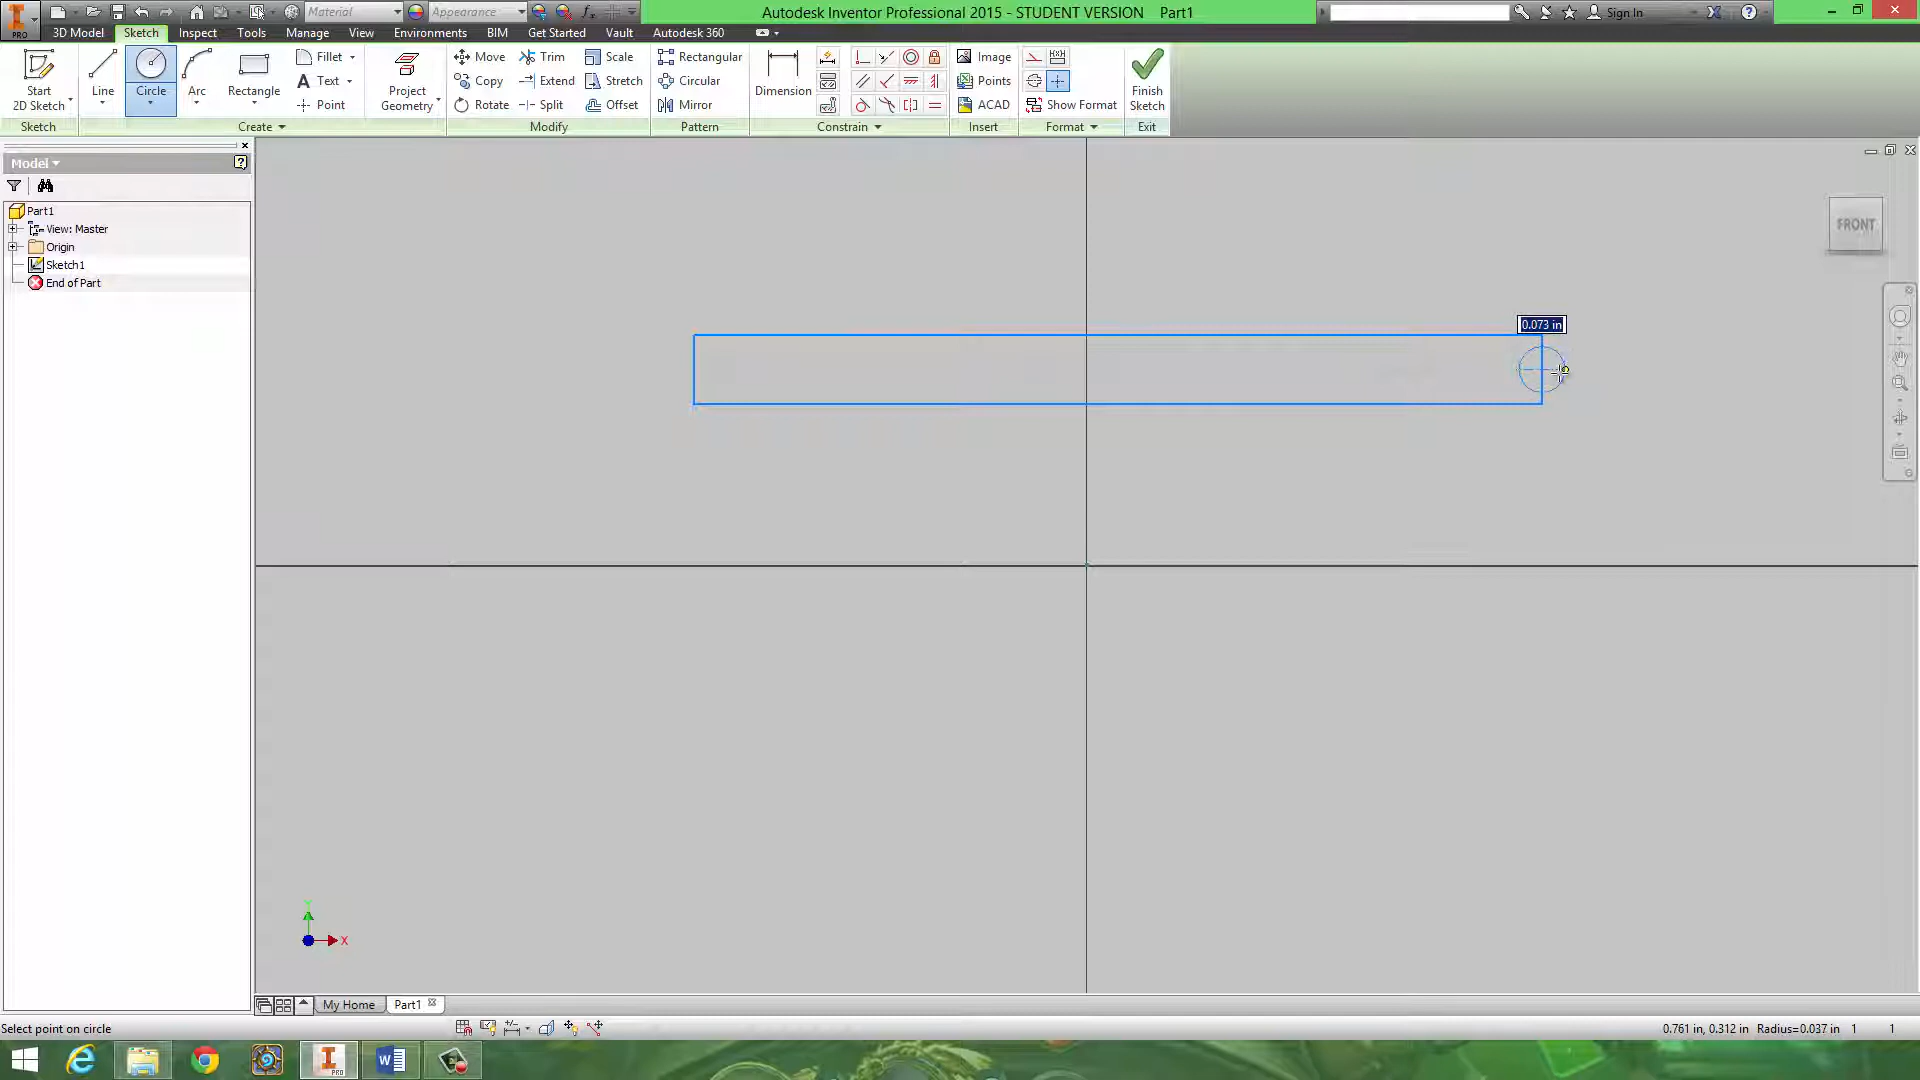 Material
Appearance
Autodesk Inventor Professional 2015 - STUDENT VERSION Part1
Sign In
PRO
3D Model Sketch Inspect Tools Manage View Environments BIM Get Started Vault Autodesk 360
Start
2D Sketch
Line
Circle
Arc
Rectangle
Fillet
Text
Point
Project
Geometry
Move
Copy
Rotate
Trim
Extend
Split
Scale
Stretch
Offset
Rectangular
Circular
Mirror
Dimension
Image
Points
ACAD
Show Format
Finish
Sketch
Sketch Create Modify Pattern Constrain Insert Format Exit
Model
Part1
View: Master
Origin
Sketch1
End of Part
FRONT
0.073 in
Y
X
My Home Part1
Select point on circle
0.761 in, 0.312 in Radius=0.037 in 1 1
PRO